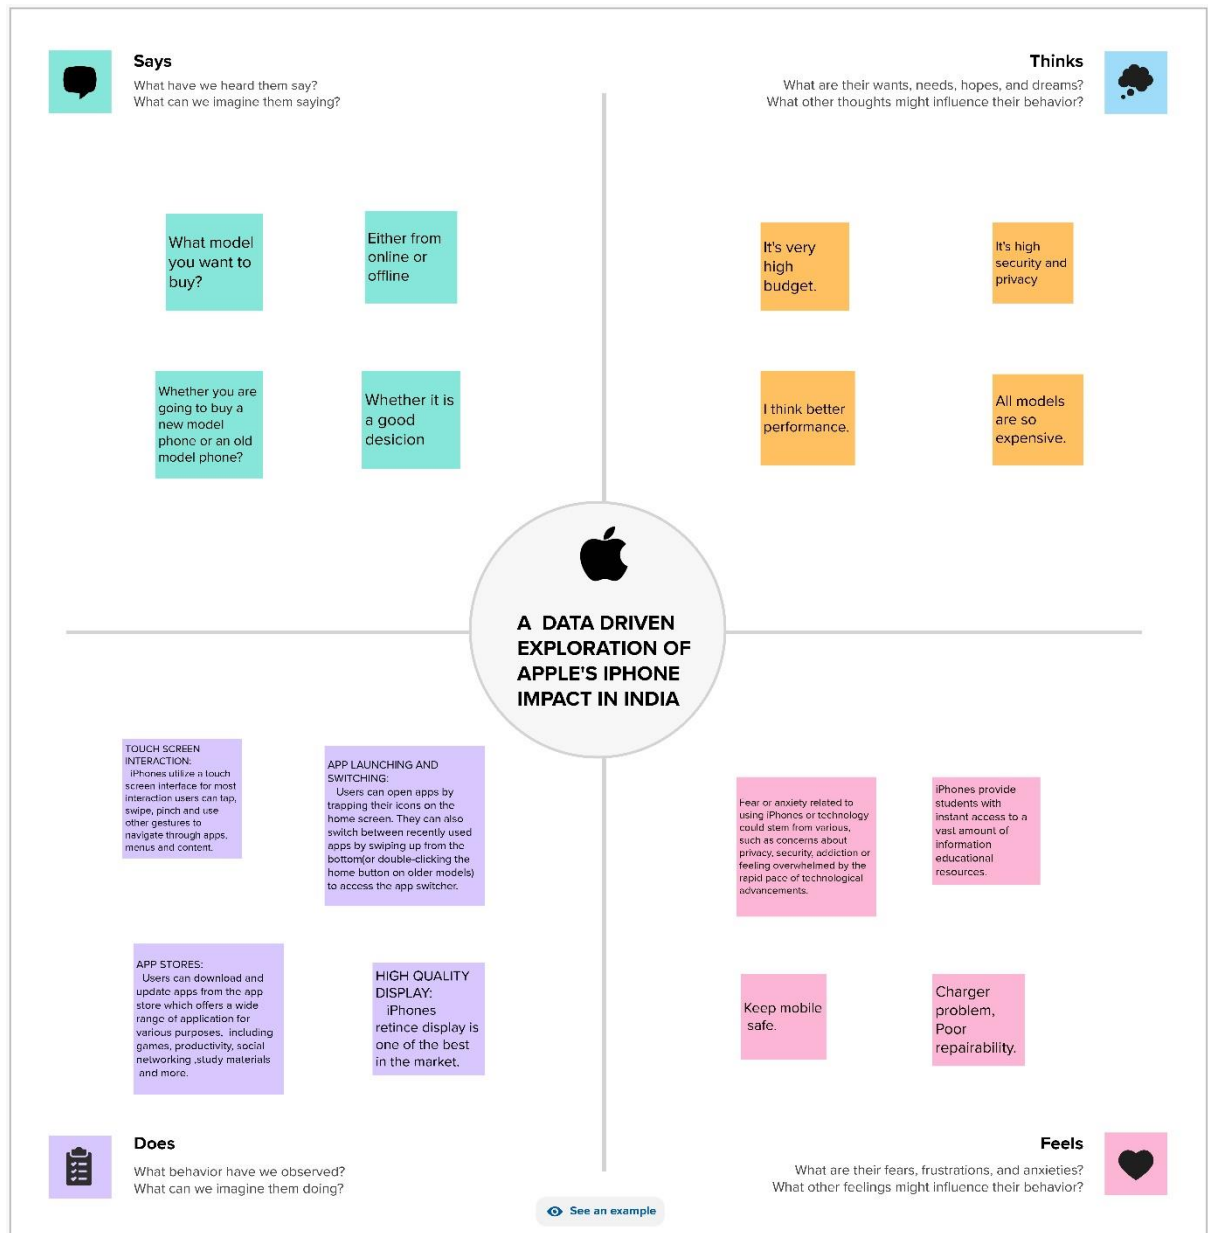 Says
What have we heard them say?
What can we imagine them saying?
Thinks
What are their wants, needs, hopes, and dreams?
What other thoughts might influence their behavior?
What model
you want to
buy?
Either from
online or
offline
Whether you are
going to buy a
new model
phone or an old
model phone?
Whether it is
a good
desicion
It's very
high
budget.
It's high
security and
privacy
I think better
performance.
All models
are so
expensive.
A DATA DRIVEN
EXPLORATION OF
APPLE'S IPHONE
IMPACT IN INDIA
TOUCH SCREEN
INTERACTION:
iPhones utilize a touch
screen interface for most
interaction users can tap,
swipe, pinch and use
other gestures to
navigate through apps,
menus and content.
APP LAUNCHING AND
SWITCHING:
Users can open apps by
trapping their icons on the
home screen. They can also
switch between recently used
apps by swiping up from the
bottom(or double-clicking the
home button on older models)
to access the app switcher.
APP STORES:
Users can download and
update apps from the app
store which offers a wide
range of application for
various purposes, including
games, productivity, social
networking ,study materials
and more.
HIGH QUALITY
DISPLAY:
iPhones
retince display is
one of the best
in the market.
Fear or anxiety related to
using iPhones or technology
could stem from various,
such as concerns about
privacy, security, addiction or
feeling overwhelmed by the
rapid pace of technological
advancements.
iPhones provide
students with
instant access to a
vast amount of
information
educational
resources.
Keep mobile
safe.
Charger
problem,
Poor
repairability.
Does
What behavior have we observed?
What can we imagine them doing?
Feels
What are their fears, frustrations, and anxieties?
What other feelings might influence their behavior?
See an example